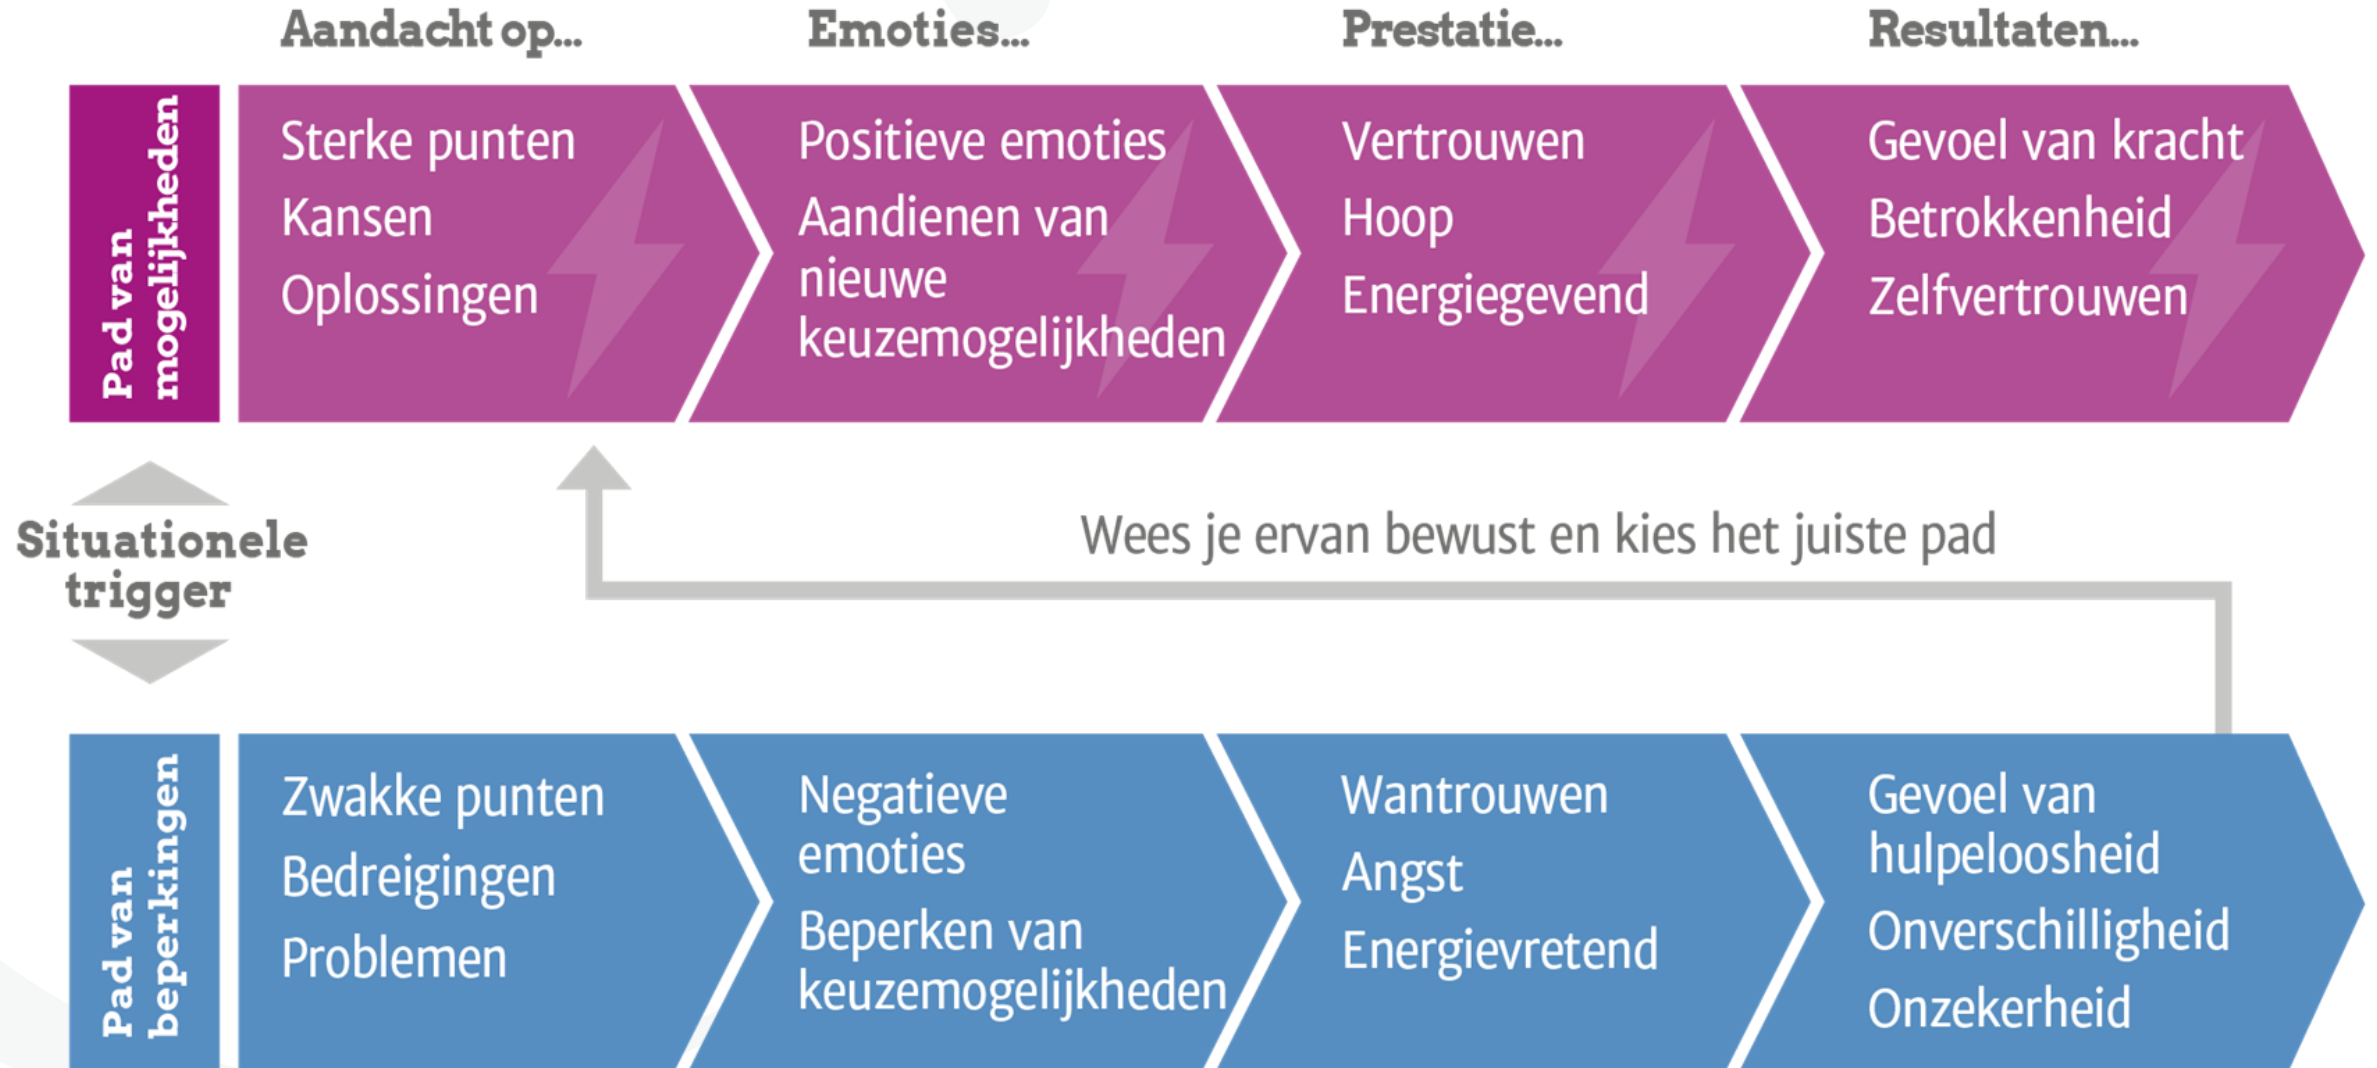 Aandacht op...
Emoties...
Prestatie...
Resultaten...
Pad van
mogelijkheden
Sterke punten
Kansen
Oplossingen
Positieve emoties
Aandienen van
nieuwe
keuzemogelijkheden
Vertrouwen
Hoop
Energiegevend
Gevoel van kracht
Betrokkenheid
Zelfvertrouwen
Situationele
trigger
Wees je ervan bewust en kies het juiste pad
Pad van
beperkingen
Zwakke punten
Bedreigingen
Problemen
Negatieve
emoties
Beperken van
keuzemogelijkheden
Wantrouwen
Angst
Energievretend
Gevoel van
hulpeloosheid
Onverschilligheid
Onzekerheid